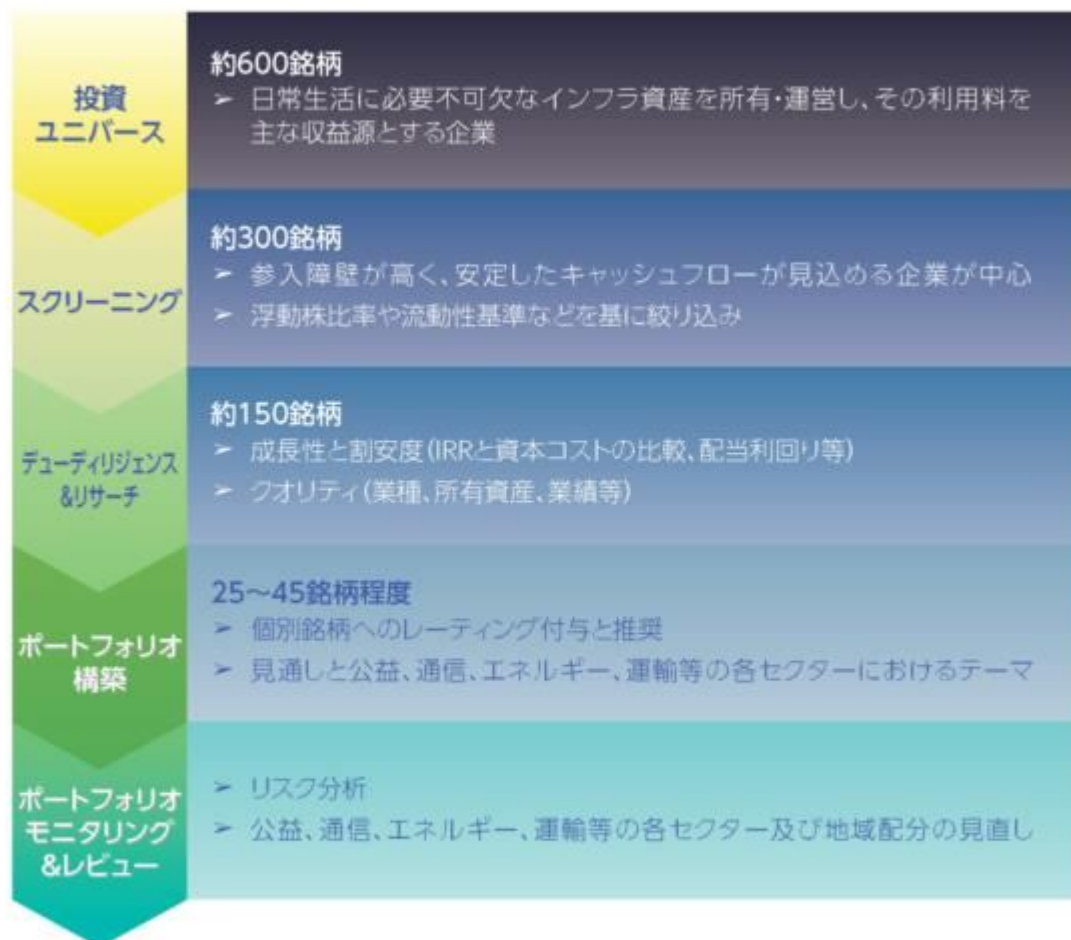 投資
ユニバース
約600銘柄
➢ 日常生活に必要不可欠なインフラ資産を所有・運営し、その利用料を
主な収益源とする企業
スクリーニング
約300銘柄
➢ 参入障壁が高く、安定したキャッシュフローが見込める企業が中心
➢ 浮動株比率や流動性基準などを基に絞り込み
デューディリジェンス
&リサーチ
約150銘柄
➢ 成長性と割安度(IRRと資本コストの比較、配当利回り等)
➢ クオリティ(業種、所有資産、業績等)
ポートフォリオ
構築
25～45銘柄程度
➢ 個別銘柄へのレーティング付与と推奨
➢ 見通しと公益、通信、エネルギー、運輸等の各セクターにおけるテーマ
ポートフォリオ
モニタリング
&レビュー
➢ リスク分析
➢ 公益、通信、エネルギー、運輸等の各セクター及び地域配分の見直し